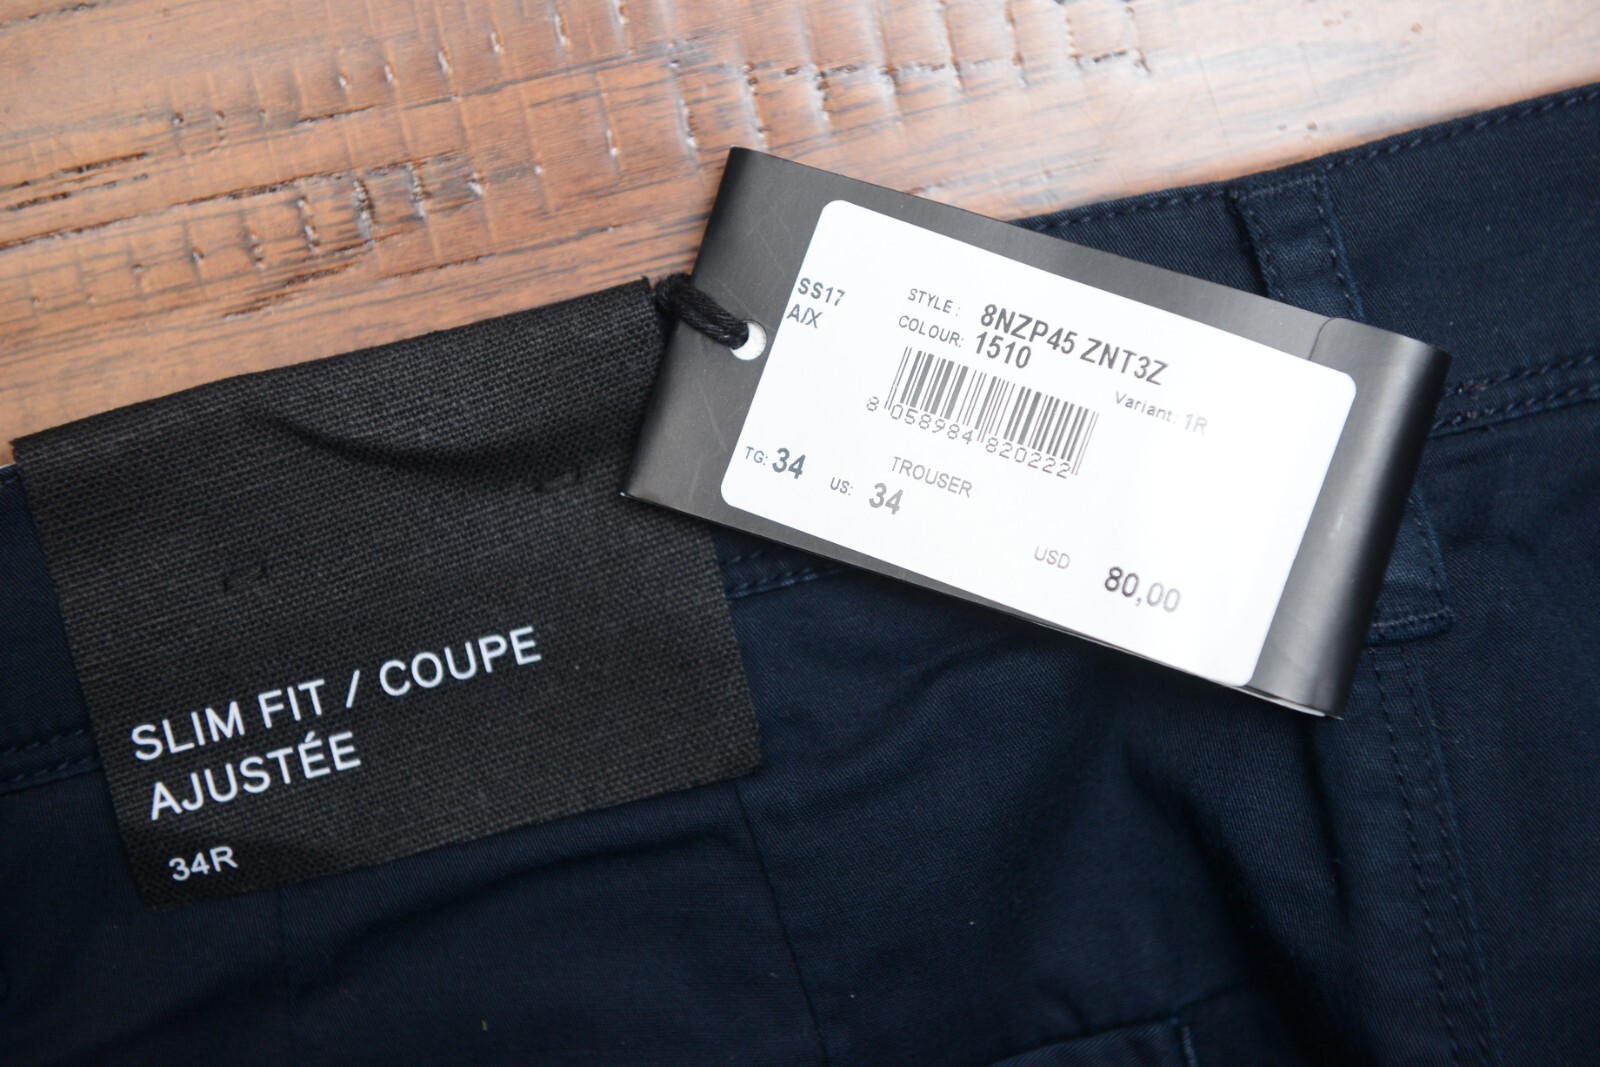 SS17
A/X
STYLE: 8NZP45 ZNT3Z
COLOUR: 1510
Variant: 1R
8 058984 820222
TG: 34
US: 34
TROUSER
USD 80,00
SLIM FIT / COUPE
AJUSTÉE
34R